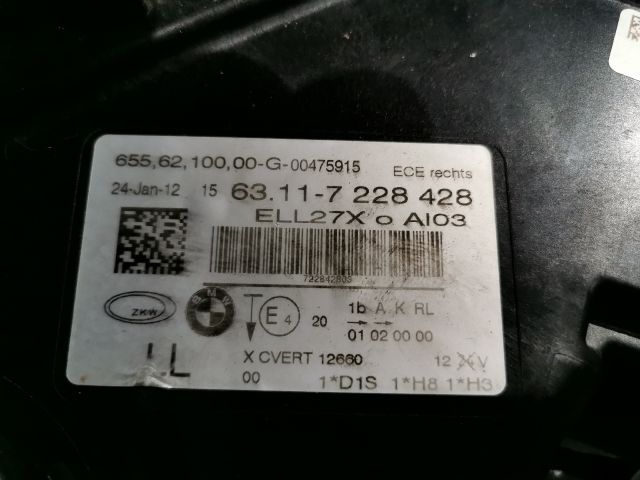 655,62,100,00-G-00475915 ECE rechts
24-Jan-12 15 63.11-7 228 428
ELL27X o AI03
ZKW BMW E4 20 1b A K RL
01 02 00 00
LL X CVERT 12660 12 V
00 1*D1S 1*H8 1*H3